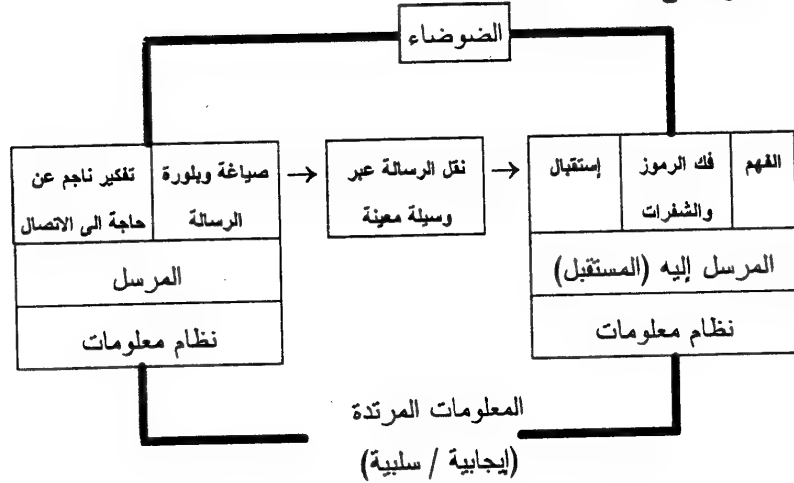 الضوضاء
تفكير ناجم عن
حاجة الى الاتصال
صياغة وبلورة
الرسالة
→
نقل الرسالة عبر
وسيلة معينة
→
إستقبال
فك الرموز
والشفرات
الفهم
المرسل
المرسل إليه (المستقبل)
نظام معلومات
نظام معلومات
المعلومات المرتدة
(إيجابية / سلبية)